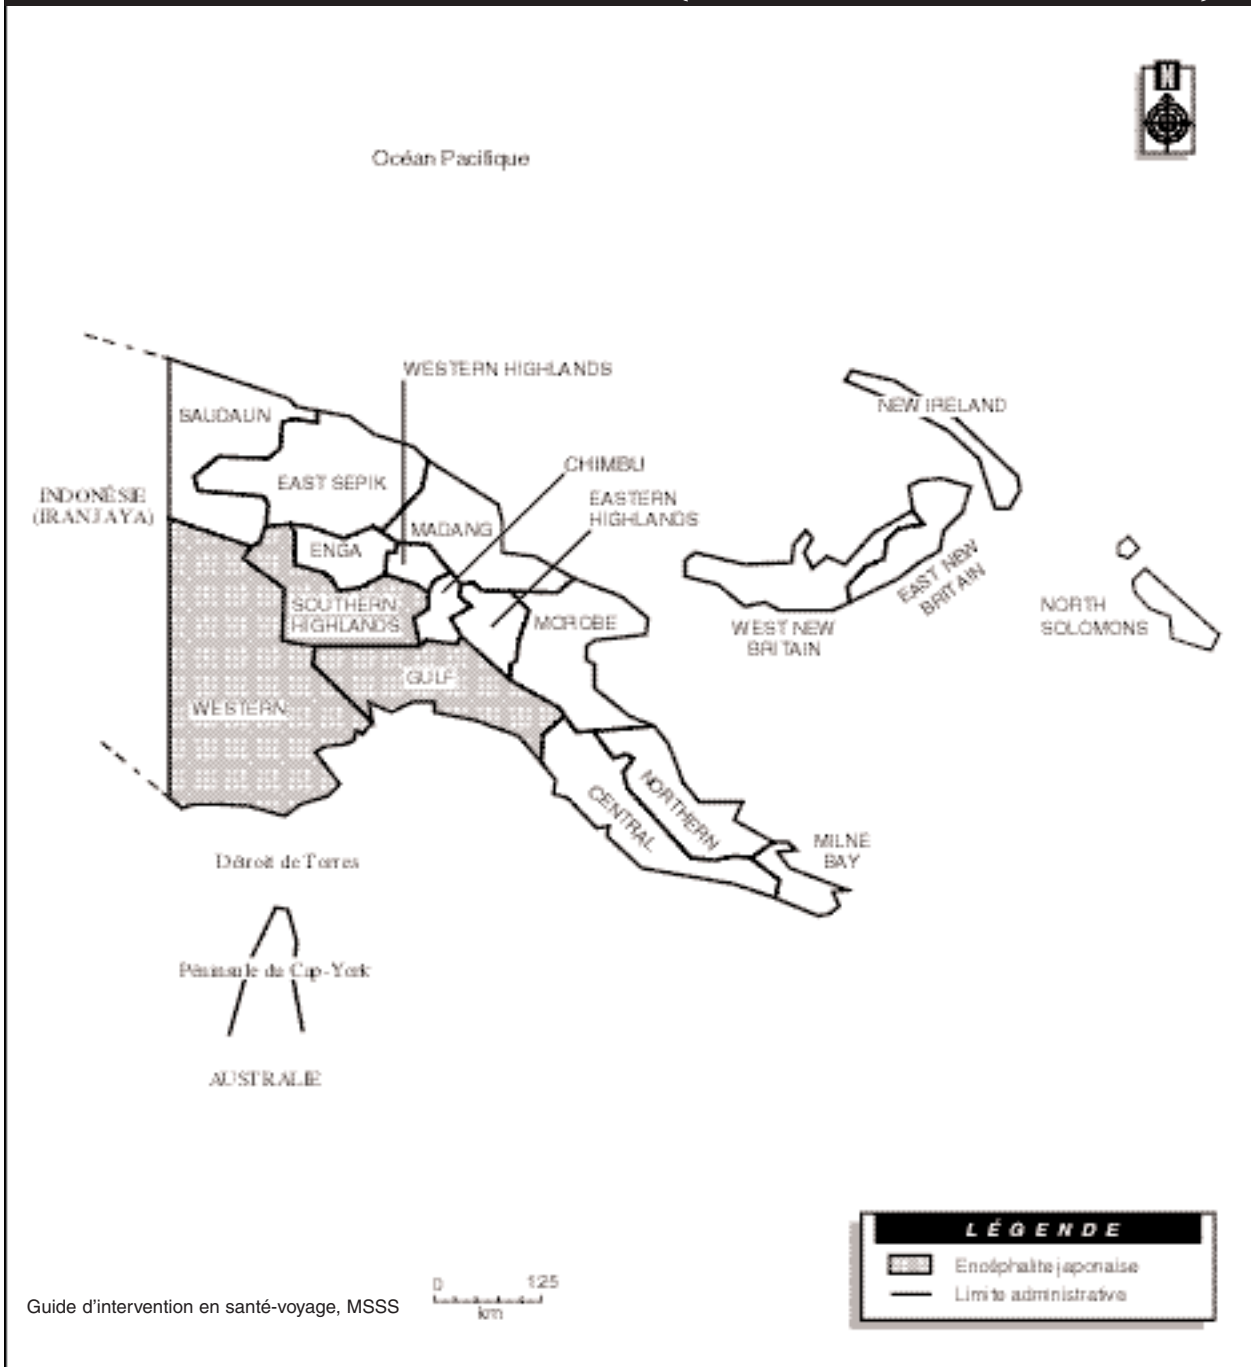 N
Océan Pacifique
WESTERN HIGHLANDS
SAUDAUN
NEW IRELAND
CHIMBU
EAST SEPIK
INDONÉSIE
(IRANJAYA)
EASTERN
HIGHLANDS
MADANG
ENGA
SOUTHERN
HIGHLANDS
MOROBE
EAST NEW
BRITAIN
WEST NEW
BRITAIN
NORTH
SOLOMONS
GULF
WESTERN
NORTHERN
CENTRAL
MILNE
BAY
Détroit de Torres
Péninsule du Cap-York
AUSTRALIE
LÉGENDE
Encéphalite japonaise
Limite administrative
0 125
km
Guide d'intervention en santé-voyage, MSSS